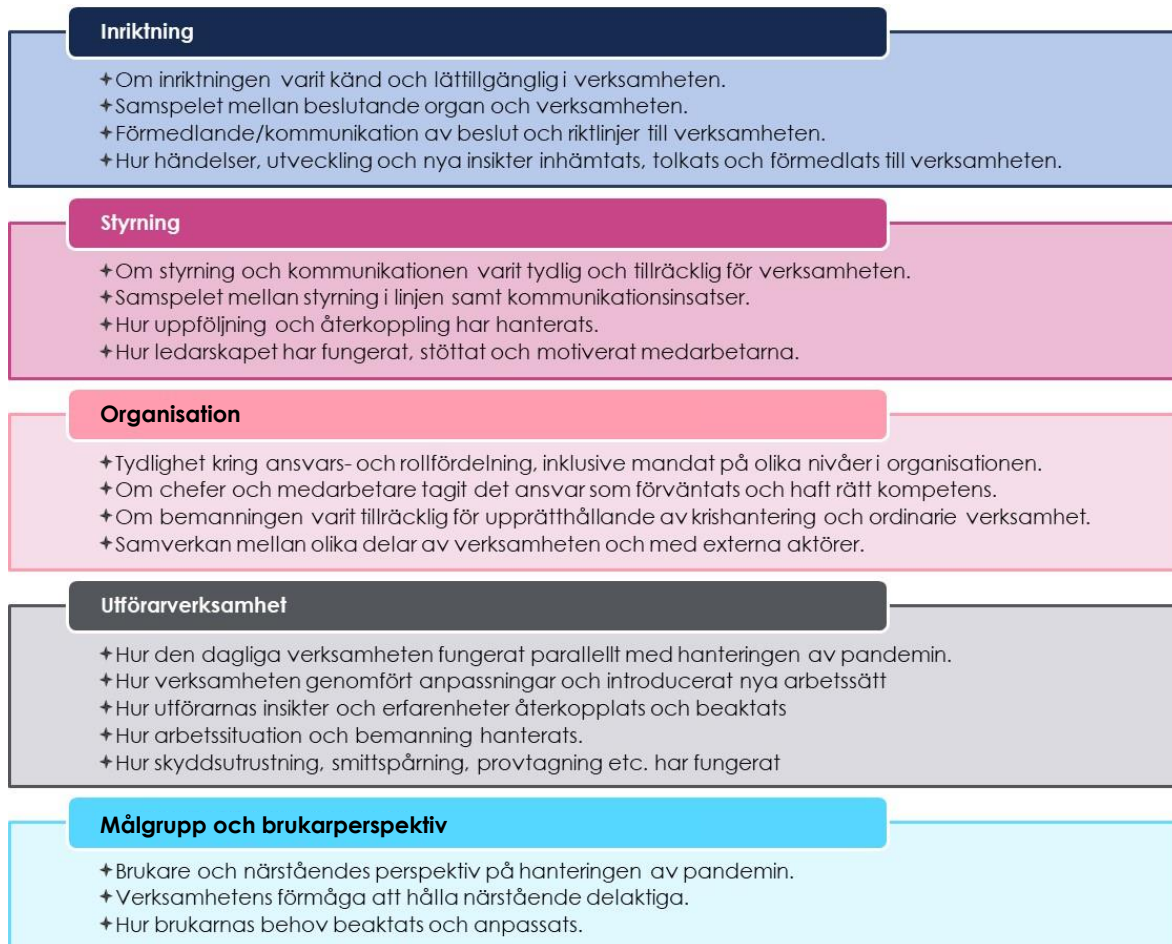 Inriktning
✦Om inriktningen varit känd och lättillgänglig i verksamheten.
✦Samspelet mellan beslutande organ och verksamheten.
✦Förmedlande/kommunikation av beslut och riktlinjer till verksamheten.
✦Hur händelser, utveckling och nya insikter inhämtats, tolkats och förmedlats till verksamheten.
Styrning
✦Om styrning och kommunikationen varit tydlig och tillräcklig för verksamheten.
✦Samspelet mellan styrning i linjen samt kommunikationsinsatser.
✦Hur uppföljning och återkoppling har hanterats.
✦Hur ledarskapet har fungerat, stöttat och motiverat medarbetarna.
Organisation
✦Tydlighet kring ansvars- och rollfördelning, inklusive mandat på olika nivåer i organisationen.
✦Om chefer och medarbetare tagit det ansvar som förväntats och haft rätt kompetens.
✦Om bemanningen varit tillräcklig för upprätthållande av krishantering och ordinarie verksamhet.
✦Samverkan mellan olika delar av verksamheten och med externa aktörer.
Utförarverksamhet
✦Hur den dagliga verksamheten fungerat parallellt med hanteringen av pandemin.
✦Hur verksamheten genomfört anpassningar och introducerat nya arbetssätt
✦Hur utförarnas insikter och erfarenheter återkopplats och beaktats
✦Hur arbetssituation och bemanning hanterats.
✦Hur skyddsutrustning, smittspårning, provtagning etc. har fungerat
Målgrupp och brukarperspektiv
✦Brukare och närståendes perspektiv på hanteringen av pandemin.
✦Verksamhetens förmåga att hålla närstående delaktiga.
✦Hur brukarnas behov beaktats och anpassats.